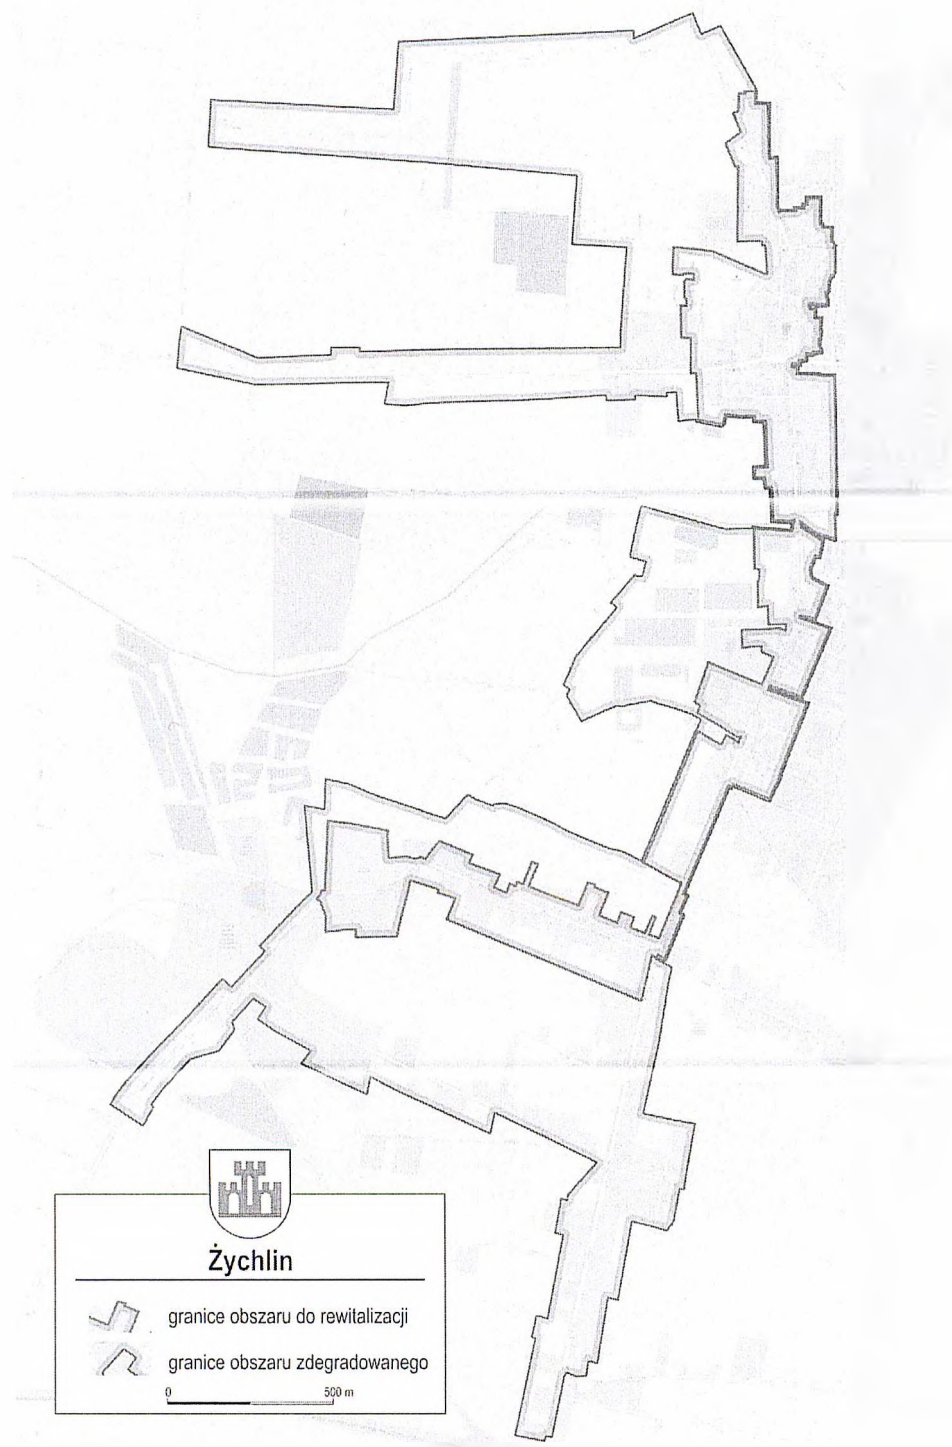 Żychlin
granice obszaru do rewitalizacji
granice obszaru zdegradowanego
0 500 m